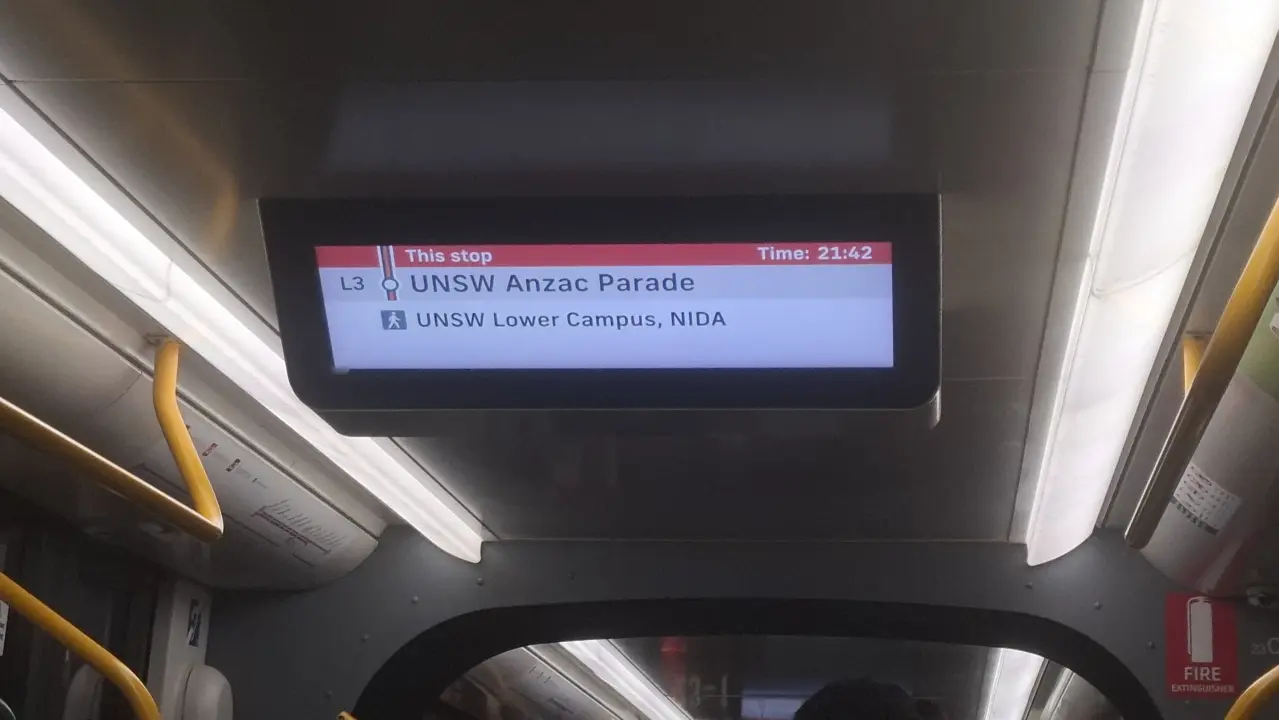 This stop Time: 21:42
L3 UNSW Anzac Parade
UNSW Lower Campus, NIDA
FIRE
EXTINGUISHER